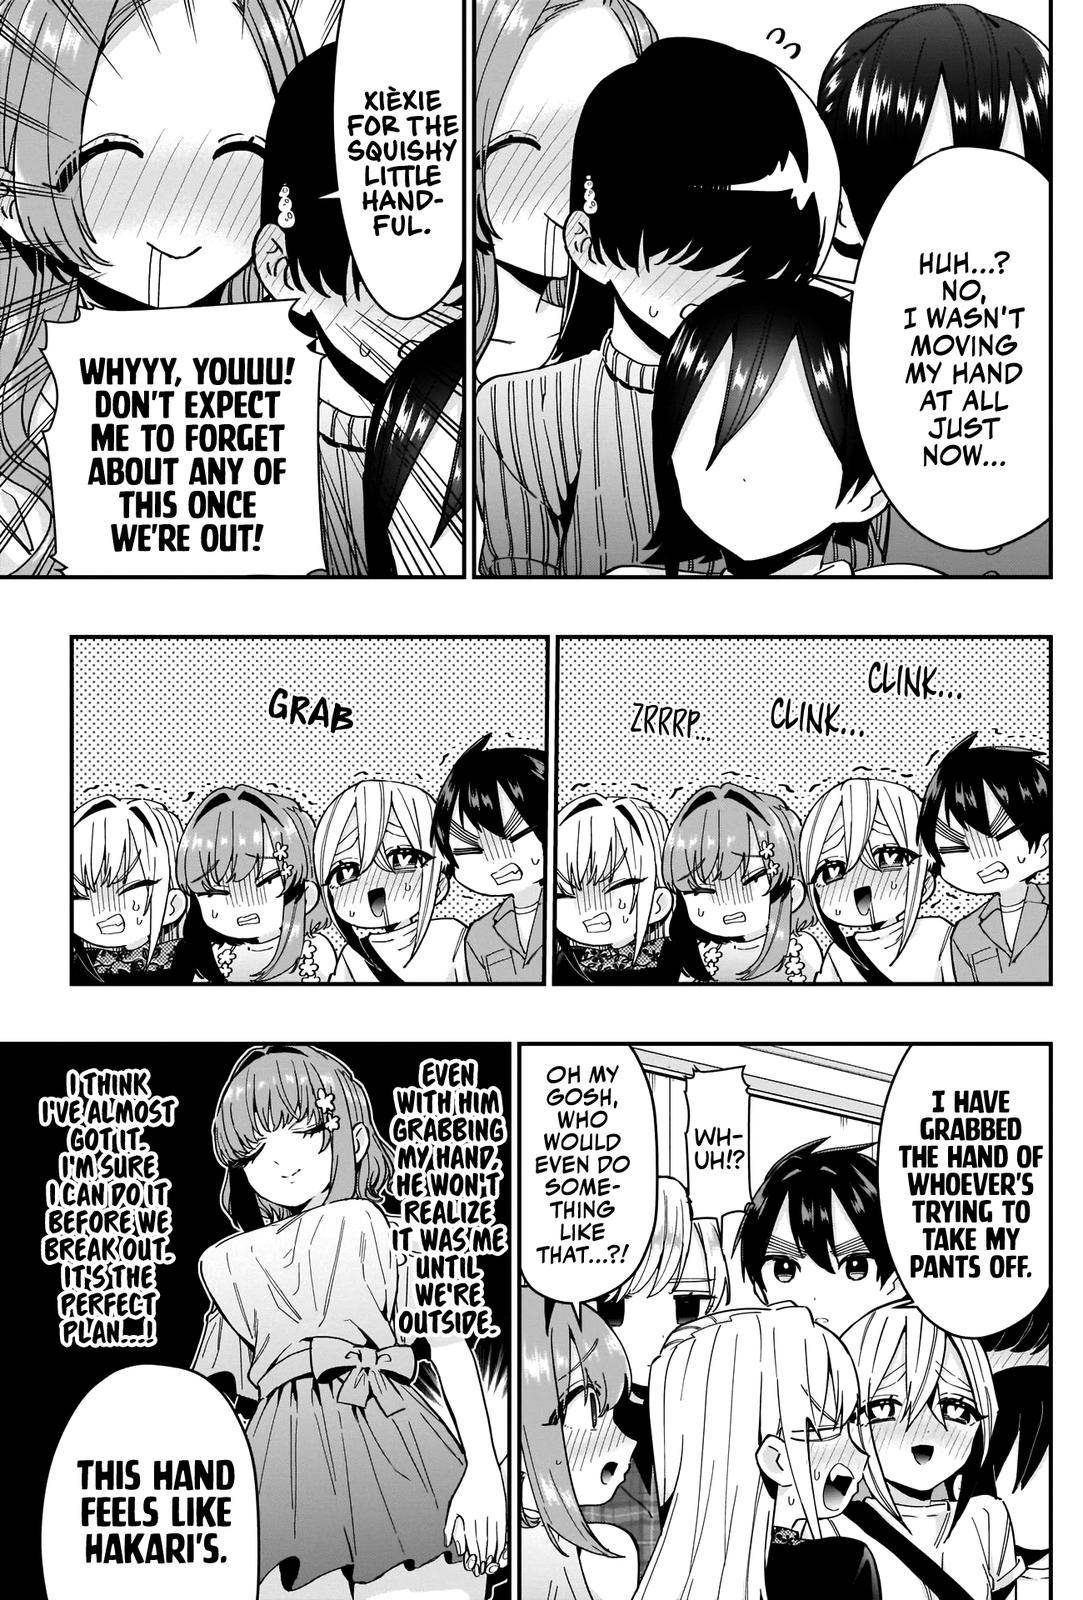 HUH...?
NO,
I WASN'T
MOVING
MY HAND
AT ALL
JUST
NOW...
XIÈXIE
FOR THE
SQUISHY
LITTLE
HAND-
FUL.
WHYYY, YOUUU!
DON'T EXPECT
ME TO FORGET
ABOUT ANY OF
THIS ONCE
WE'RE OUT!
CLINK...
CLINK...
ZRRRP...
GRAB
I HAVE
GRABBED
THE HAND OF
WHOEVER'S
TRYING TO
TAKE MY
PANTS OFF.
WH-
UH!?
OH MY
GOSH,
WHO
WOULD
EVEN DO
SOME-
THING
LIKE
THAT...?!
EVEN
WITH HIM
GRABBING
MY HAND,
HE WON'T
REALIZE
IT WAS ME
UNTIL
WE'RE
OUTSIDE.
I THINK
I'VE ALMOST
GOT IT.
I'M SURE
I CAN DO IT
BEFORE WE
BREAK OUT.
IT'S THE
PERFECT
PLAN...!
THIS HAND
FEELS LIKE
HAKARI'S.